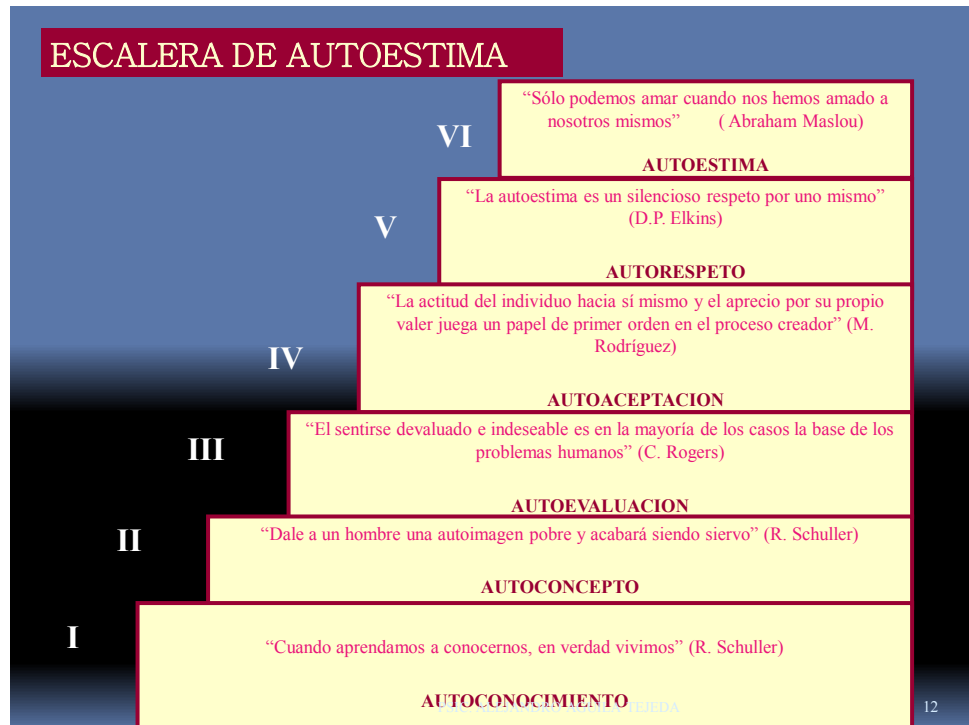 ESCALERA DE AUTOESTIMA
“Sólo podemos amar cuando nos hemos amado a
nosotros mismos” ( Abraham Maslou)
VI
AUTOESTIMA
“La autoestima es un silencioso respeto por uno mismo”
(D.P. Elkins)
V
AUTORESPETO
“La actitud del individuo hacia sí mismo y el aprecio por su propio
valer juega un papel de primer orden en el proceso creador” (M.
Rodríguez)
IV
AUTOACEPTACION
“El sentirse devaluado e indeseable es en la mayoría de los casos la base de los
problemas humanos” (C. Rogers)
III
AUTOEVALUACION
“Dale a un hombre una autoimagen pobre y acabará siendo siervo” (R. Schuller)
II
AUTOCONCEPTO
I
“Cuando aprendamos a conocernos, en verdad vivimos” (R. Schuller)
AUTOCONOCIMIENTO
TEJEDA
12